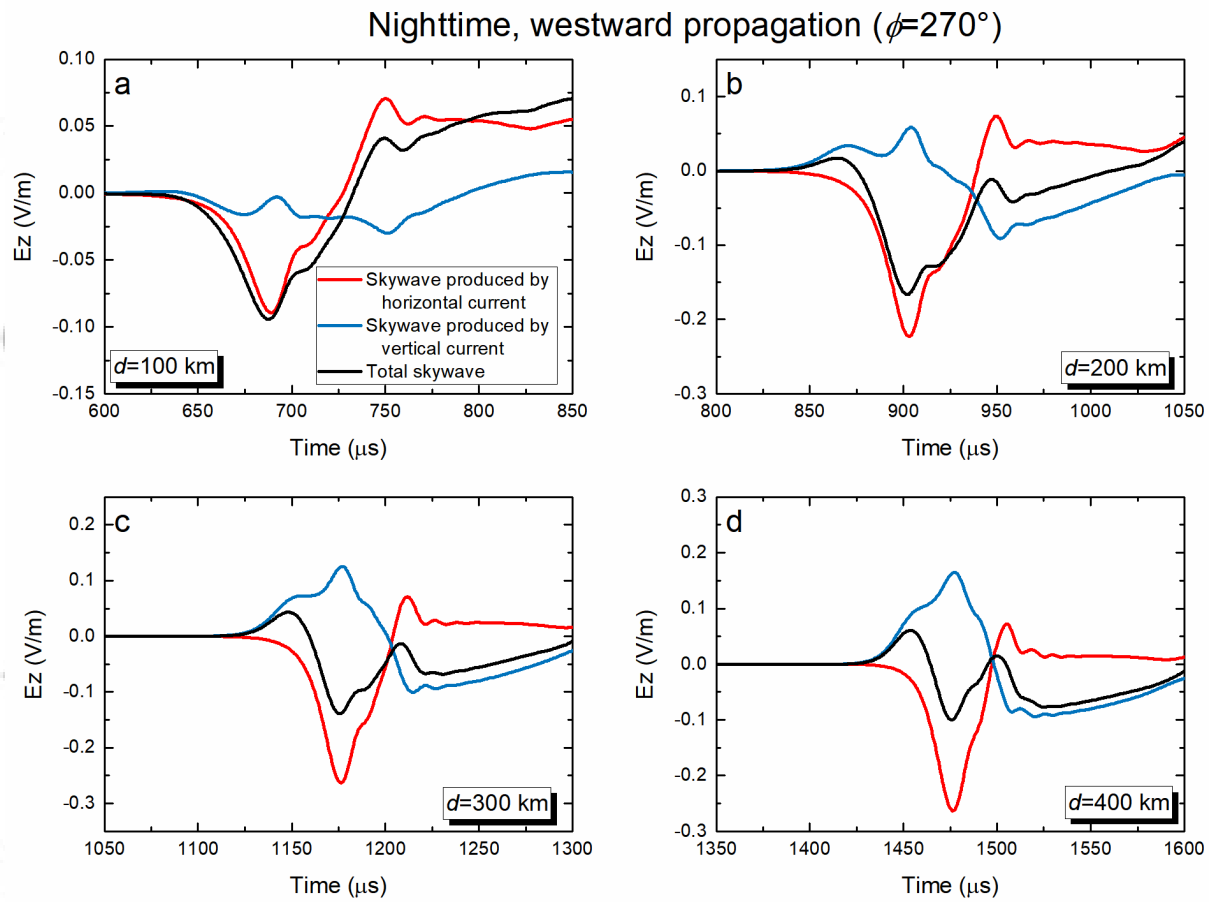 Nighttime, westward propagation (ϕ=270°)
a
0.10
0.05
0.00
-0.05
-0.10
-0.15
Ez (V/m)
600 650 700 750 800 850
Time (μs)
d=100 km
Skywave produced by
horizontal current
Skywave produced by
vertical current
Total skywave
b
0.1
0.0
-0.1
-0.2
-0.3
Ez (V/m)
800 850 900 950 1000 1050
Time (μs)
d=200 km
c
0.2
0.1
0.0
-0.1
-0.2
-0.3
Ez (V/m)
1050 1100 1150 1200 1250 1300
Time (μs)
d=300 km
d
0.3
0.2
0.1
0.0
-0.1
-0.2
-0.3
Ez (V/m)
1350 1400 1450 1500 1550 1600
Time (μs)
d=400 km